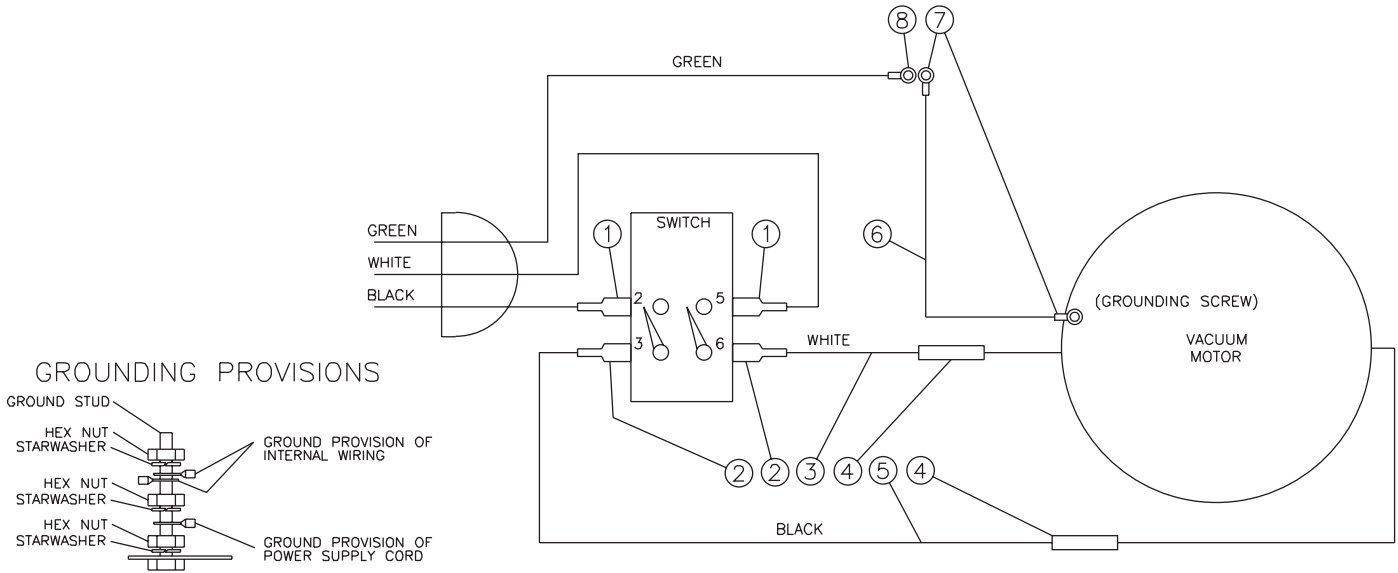 8 7
GREEN
GREEN
WHITE
BLACK
1
SWITCH
1
6
2 5
3 6
WHITE
(GROUNDING SCREW)
VACUUM
MOTOR
2 2 3 4 5 4
BLACK
GROUNDING PROVISIONS
GROUND STUD
HEX NUT
STARWASHER
GROUND PROVISION OF
INTERNAL WIRING
HEX NUT
STARWASHER
HEX NUT
STARWASHER
GROUND PROVISION OF
POWER SUPPLY CORD